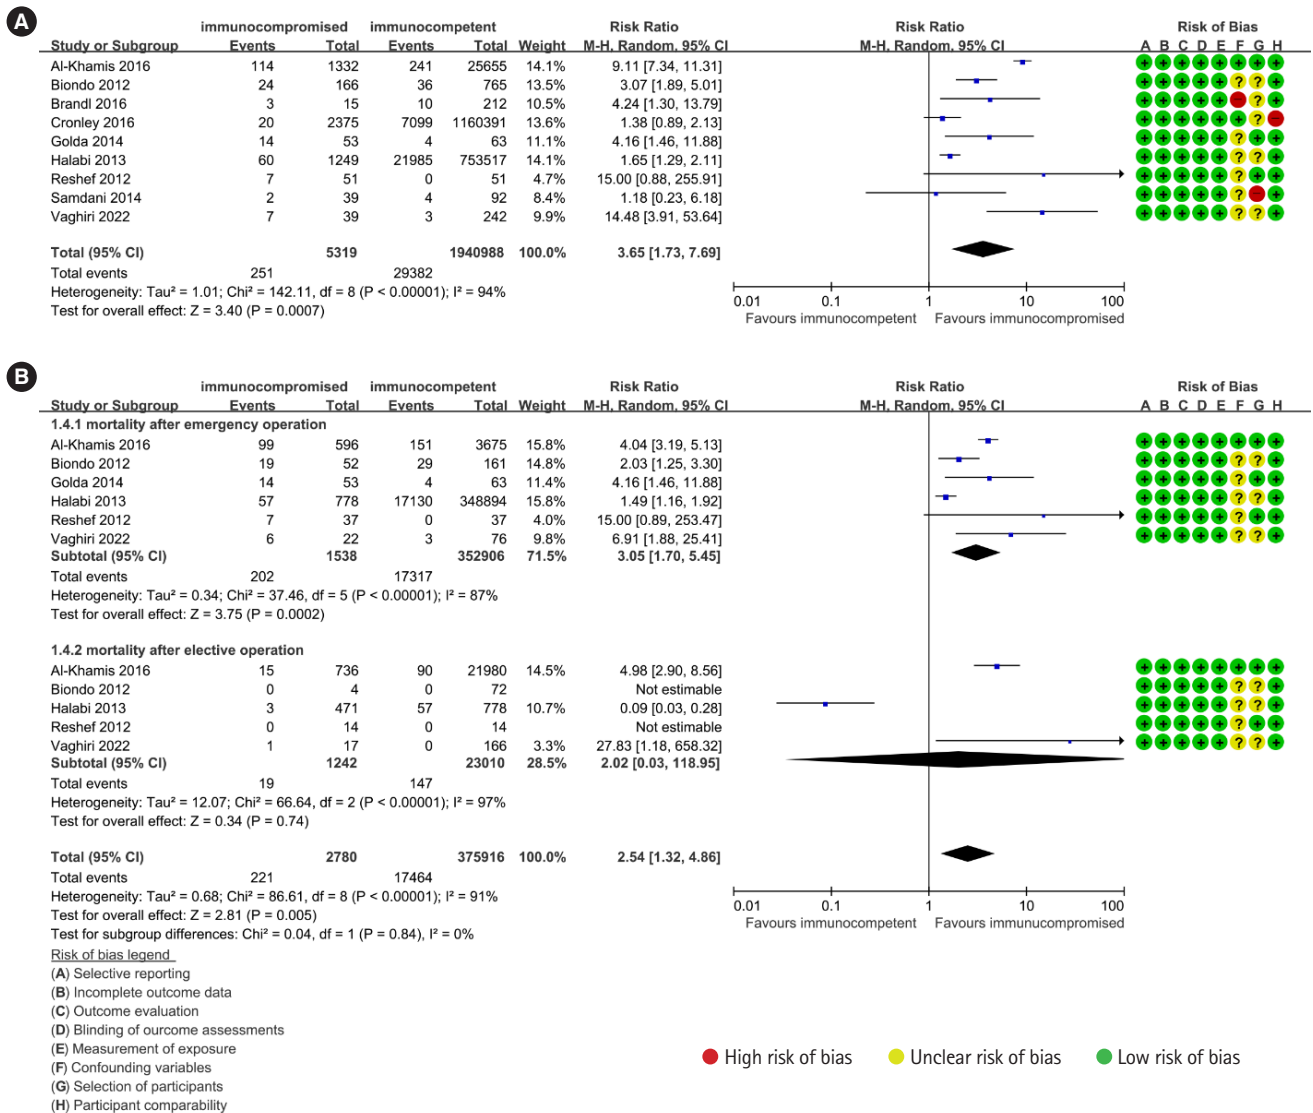 A
immunocompromised immunocompetent Risk Ratio Risk Ratio Risk of Bias
Study or Subgroup Events Total Events Total Weight M-H, Random, 95% CI M-H, Random, 95% CI A B C D E F G H
Al-Khamis 2016 114 1332 241 25655 14.1% 9.11 [7.34, 11.31] + + + + + + + +
Biondo 2012 24 166 36 765 13.5% 3.07 [1.89, 5.01] + + + + + ? ? +
Brandl 2016 3 15 10 212 10.5% 4.24 [1.30, 13.79] + + + + + − ? +
Cronley 2016 20 2375 7099 1160391 13.6% 1.38 [0.89, 2.13] + + + + + + ? −
Golda 2014 14 53 4 63 11.1% 4.16 [1.46, 11.88] + + + + + ? + +
Halabi 2013 60 1249 21985 753517 14.1% 1.65 [1.29, 2.11] + + + + + ? ? +
Reshef 2012 7 51 0 51 4.7% 15.00 [0.88, 255.91] + + + + + ? + +
Samdani 2014 2 39 4 92 8.4% 1.18 [0.23, 6.18] + + + + + ? − +
Vaghiri 2022 7 39 3 242 9.9% 14.48 [3.91, 53.64] + + + + + ? ? +
Total (95% CI) 5319 1940988 100.0% 3.65 [1.73, 7.69]
Total events 251 29382
Heterogeneity: Tau² = 1.01; Chi² = 142.11, df = 8 (P < 0.00001); I² = 94%
Test for overall effect: Z = 3.40 (P = 0.0007)
0.01 0.1 1 10 100
Favours immunocompetent Favours immunucompromised
B
immunocompromised immunocompetent Risk Ratio Risk Ratio Risk of Bias
Study or Subgroup Events Total Events Total Weight M-H, Random, 95% CI M-H, Random, 95% CI A B C D E F G H
1.4.1 mortality after emergency operation
Al-Khamis 2016 99 596 151 3675 15.8% 4.04 [3.19, 5.13] + + + + + + + +
Biondo 2012 19 52 29 161 14.8% 2.03 [1.25, 3.30] + + + + + ? ? +
Golda 2014 14 53 4 63 11.4% 4.16 [1.46, 11.88] + + + + + ? + +
Halabi 2013 57 778 17130 348894 15.8% 1.49 [1.16, 1.92] + + + + + ? ? +
Reshef 2012 7 37 0 37 4.0% 15.00 [0.89, 253.47] + + + + + ? + +
Vaghiri 2022 6 22 3 76 9.8% 6.91 [1.88, 25.41] + + + + + ? ? +
Subtotal (95% CI) 1538 352906 71.5% 3.05 [1.70, 5.45]
Total events 202 17317
Heterogeneity: Tau² = 0.34; Chi² = 37.46, df = 5 (P < 0.00001); I² = 87%
Test for overall effect: Z = 3.75 (P = 0.0002)
1.4.2 mortality after elective operation
Al-Khamis 2016 15 736 90 21980 14.5% 4.98 [2.90, 8.56] + + + + + + + +
Biondo 2012 0 4 0 72 Not estimable + + + + + ? ? +
Halabi 2013 3 471 57 778 10.7% 0.09 [0.03, 0.28] + + + + + ? ? +
Reshef 2012 0 14 0 14 Not estimable + + + + + ? + +
Vaghiri 2022 1 17 0 166 3.3% 27.83 [1.18, 658.32] + + + + + ? ? +
Subtotal (95% CI) 1242 23010 28.5% 2.02 [0.03, 118.95]
Total events 19 147
Heterogeneity: Tau² = 12.07; Chi² = 66.64, df = 2 (P < 0.00001); I² = 97%
Test for overall effect: Z = 0.34 (P = 0.74)
Total (95% CI) 2780 375916 100.0% 2.54 [1.32, 4.86]
Total events 221 17464
Heterogeneity: Tau² = 0.68; Chi² = 86.61, df = 8 (P < 0.00001); I² = 91%
Test for overall effect: Z = 2.81 (P = 0.005)
Test for subgroup differences: Chi² = 0.04, df = 1 (P = 0.84), I² = 0%
0.01 0.1 1 10 100
Favours immunocompetent Favours immunucompromised
Risk of bias legend
(A) Selective reporting
(B) Incomplete outcome data
(C) Outcome evaluation
(D) Blinding of ourcome assessments
(E) Measurement of exposure
(F) Confounding variables
(G) Selection of participants
(H) Participant comparability
High risk of bias Unclear risk of bias Low risk of bias